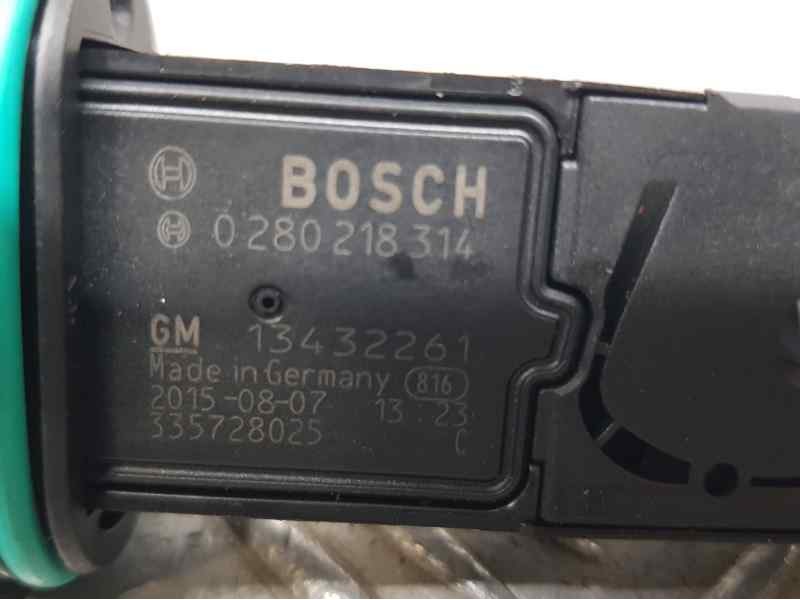 BOSCH
0 280 218 314
GM 13432261
Made in Germany 816
2015-08-07 13:23
335728025 C